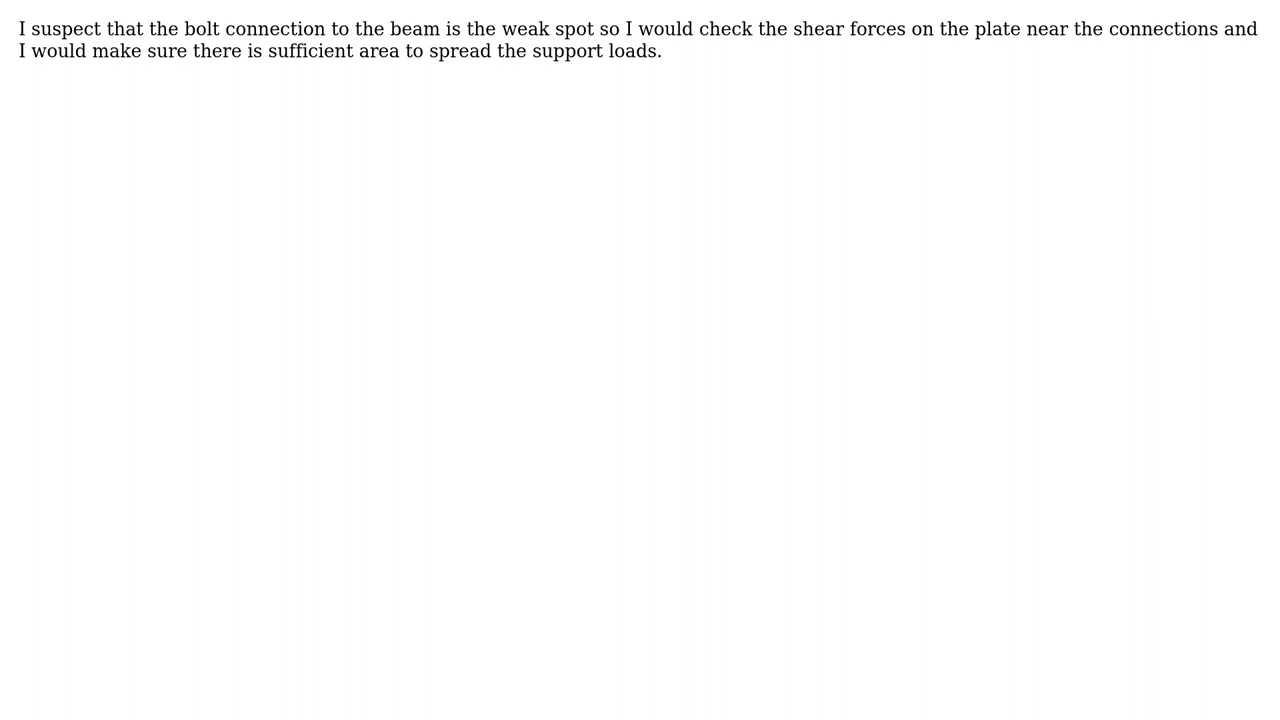 I suspect that the bolt connection to the beam is the weak spot so I would check the shear forces on the plate near the connections and
I would make sure there is sufficient area to spread the support loads.